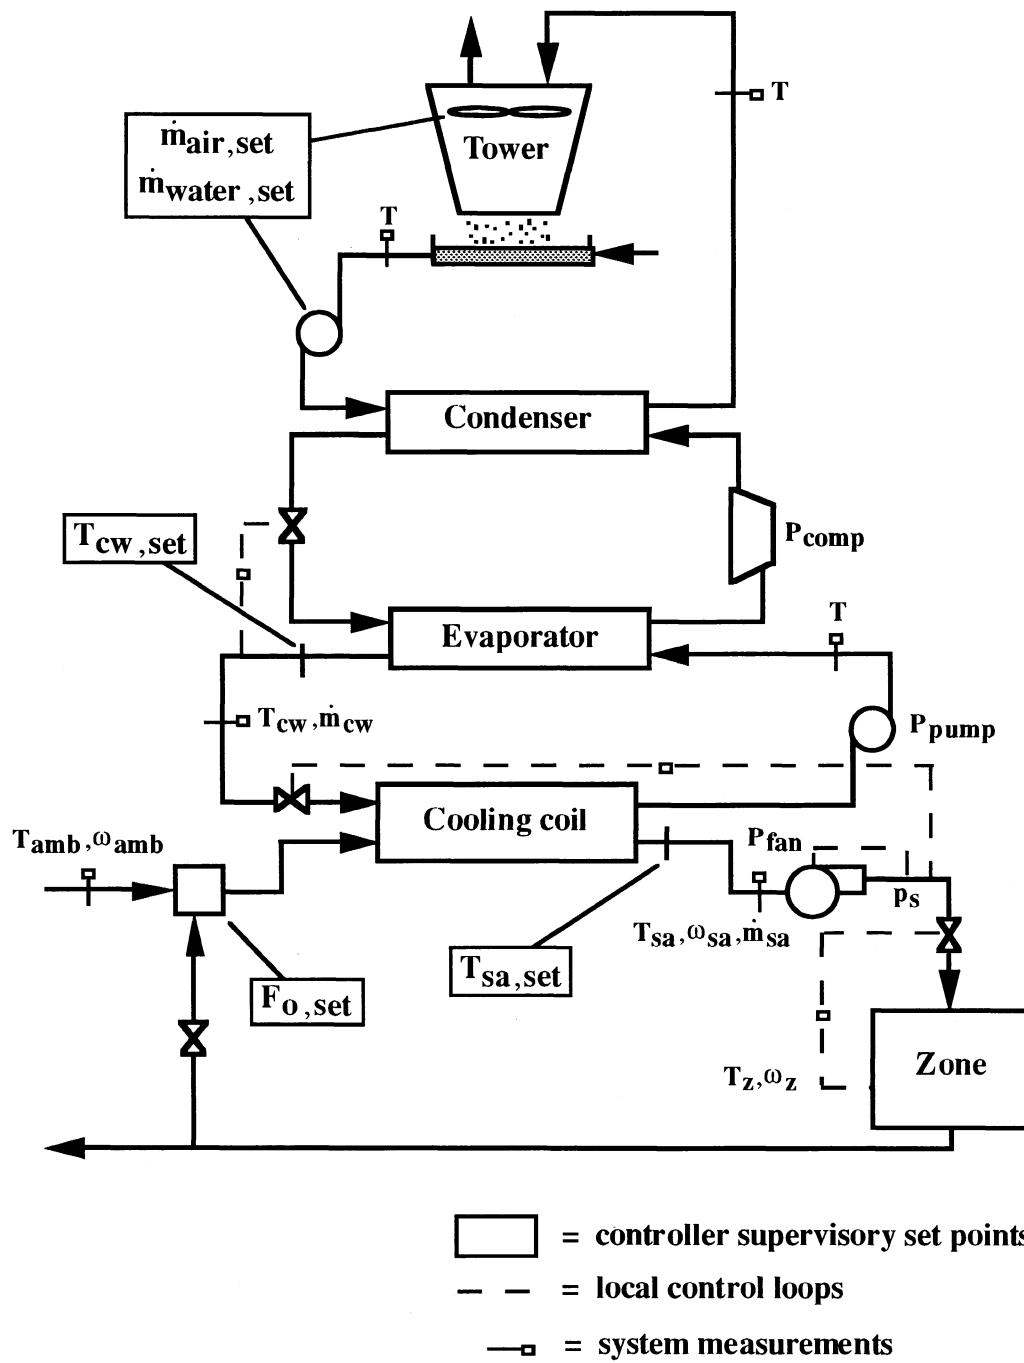 T
ṁair,set
ṁwater,set
Tower
T
Condenser
Tcw,set
Pcomp
T
Evaporator
Tcw,ṁcw
Ppump
Cooling coil
Tamb,ωamb
Pfan
ps
Tsa,ωsa,ṁsa
Tsa,set
Fo,set
Zone
Tz,ωz
= controller supervisory set points
= local control loops
= system measurements